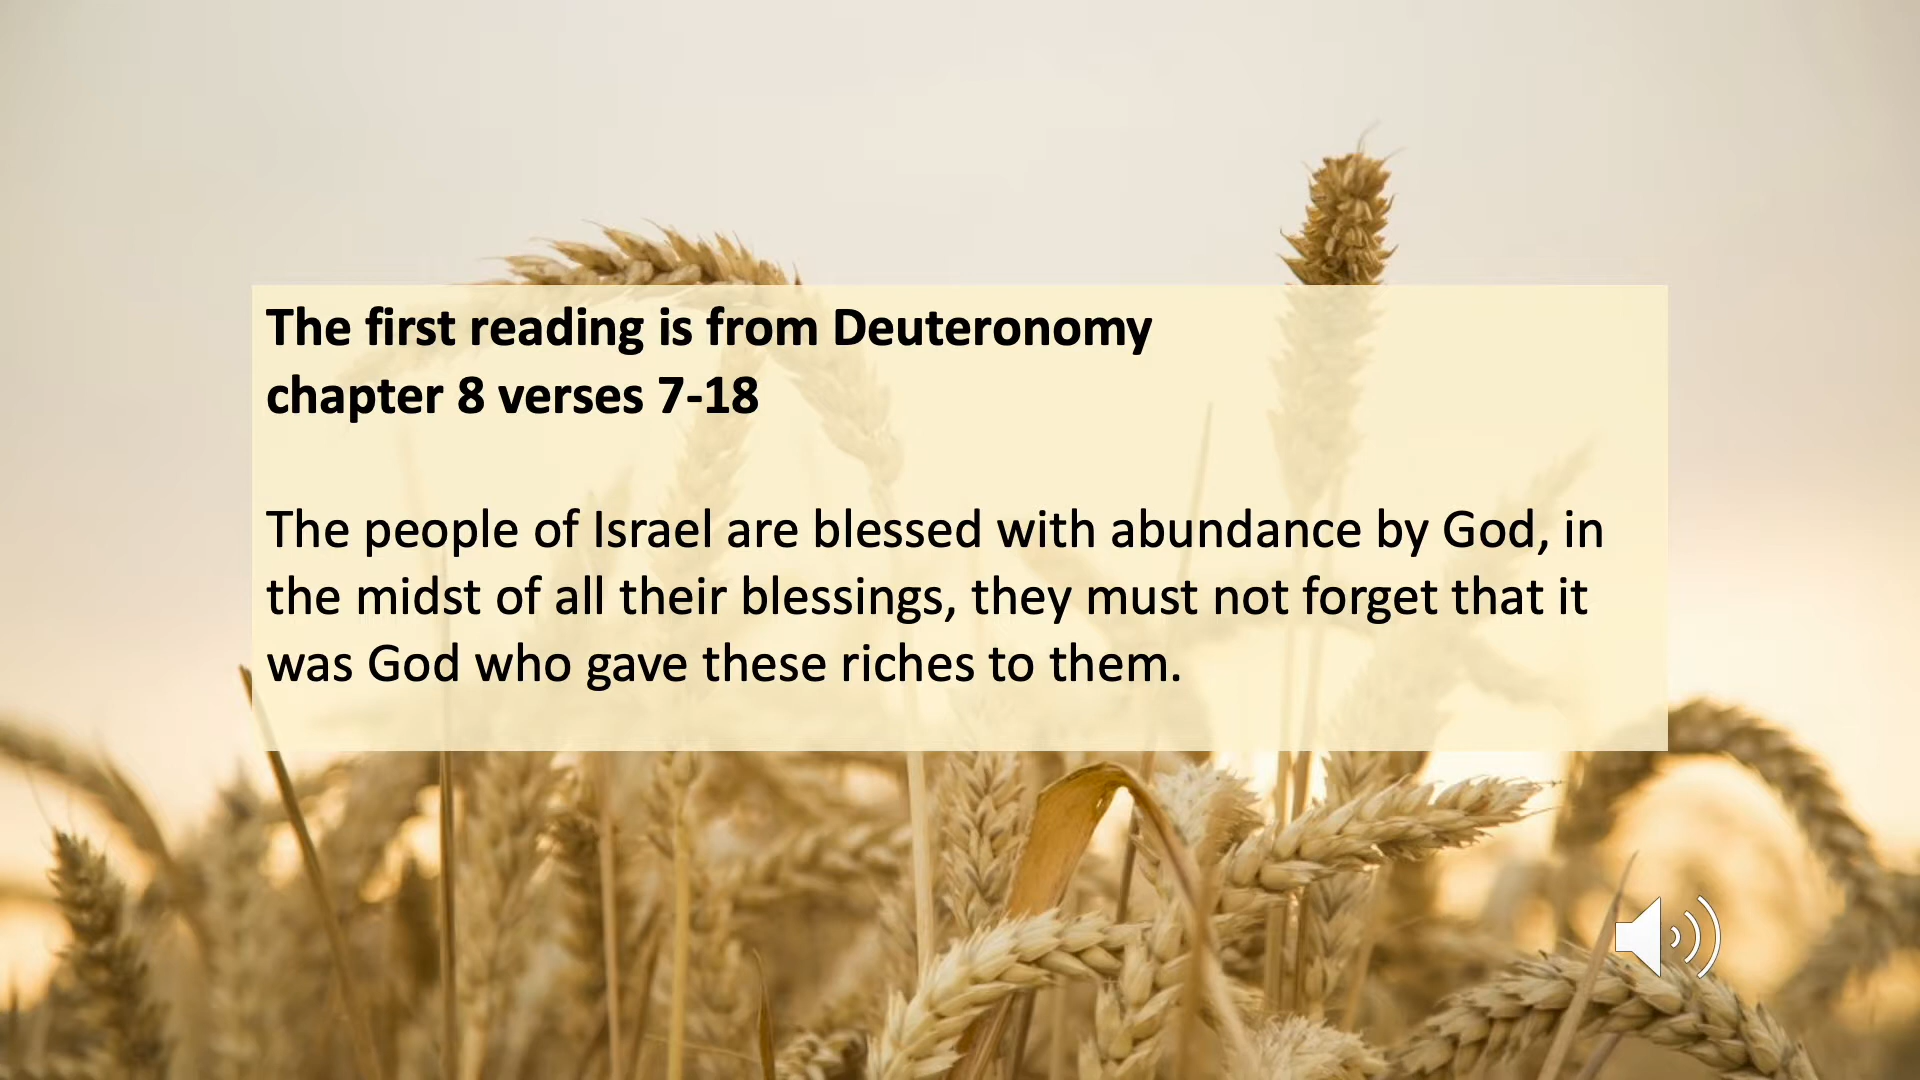 The first reading is from Deuteronomy
chapter 8 verses 7-18
The people of Israel are blessed with abundance by God, in
the midst of all their blessings, they must not forget that it
was God who gave these riches to them.